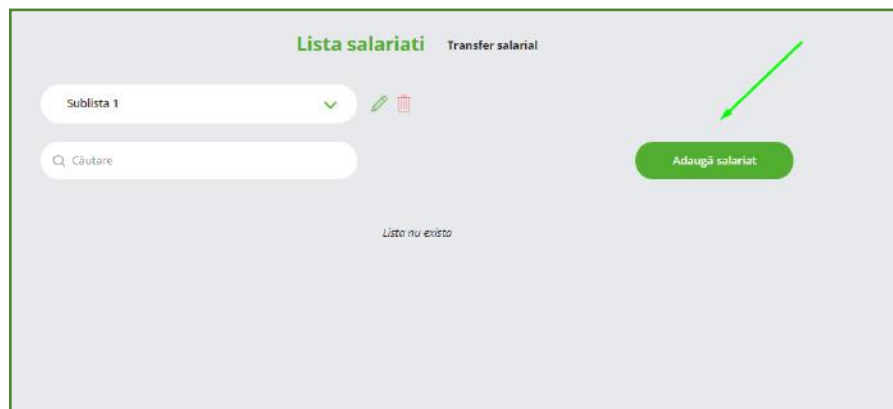 Lista salariati Transfer salarial
Sublista 1
Căutare
Adaugă salariat
Lista nu exista